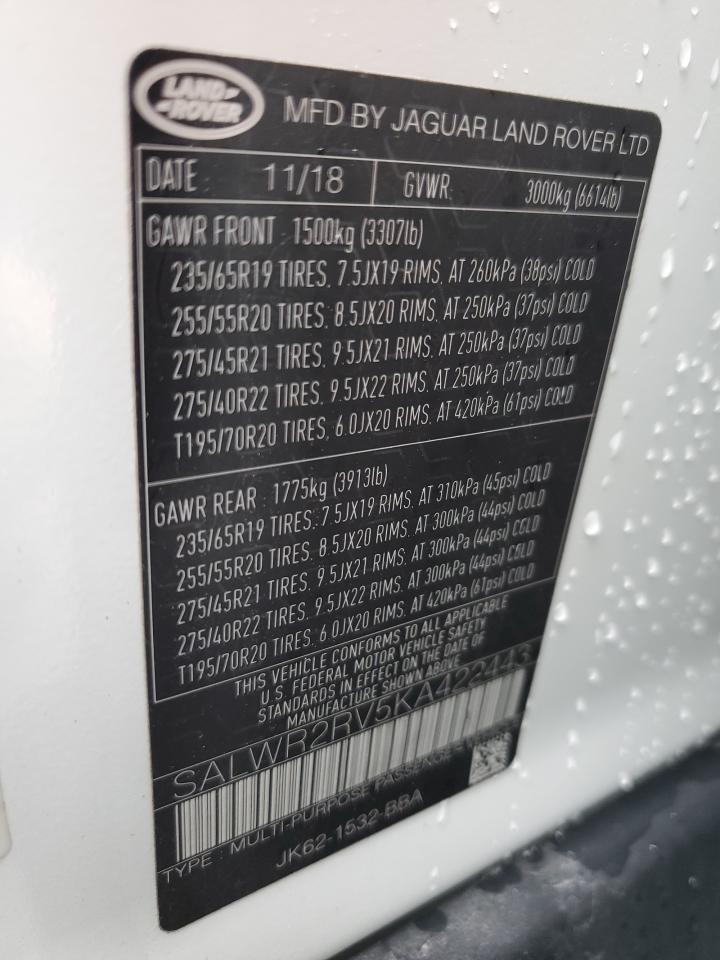 LAND ROVER
MFD BY JAGUAR LAND ROVER LTD
DATE : 11/18 GVWR: 3000kg (6614lb)
GAWR FRONT : 1500kg (3307lb)
235/65R19 TIRES, 7.5JX19 RIMS, AT 260kPa (38psi) COLD
255/55R20 TIRES, 8.5JX20 RIMS, AT 250kPa (37psi) COLD
275/45R21 TIRES, 9.5JX21 RIMS, AT 250kPa (37psi) COLD
275/40R22 TIRES, 9.5JX22 RIMS, AT 250kPa (37psi) COLD
T195/70R20 TIRES, 6.0JX20 RIMS, AT 420kPa (61psi) COLD
GAWR REAR : 1775kg (3913lb)
235/65R19 TIRES, 7.5JX19 RIMS, AT 310kPa (45psi) COLD
255/55R20 TIRES, 8.5JX20 RIMS, AT 300kPa (44psi) COLD
275/45R21 TIRES, 9.5JX21 RIMS, AT 300kPa (44psi) COLD
275/40R22 TIRES, 9.5JX22 RIMS, AT 300kPa (44psi) COLD
T195/70R20 TIRES, 6.0JX20 RIMS, AT 420kPa (61psi) COLD
THIS VEHICLE CONFORMS TO ALL APPLICABLE
U.S. FEDERAL MOTOR VEHICLE SAFETY
STANDARDS IN EFFECT ON THE DATE OF
MANUFACTURE SHOWN ABOVE
SALWR2RV5KA422443
TYPE : MULTI-PURPOSE PASSENGER
JK62-1532-BBA